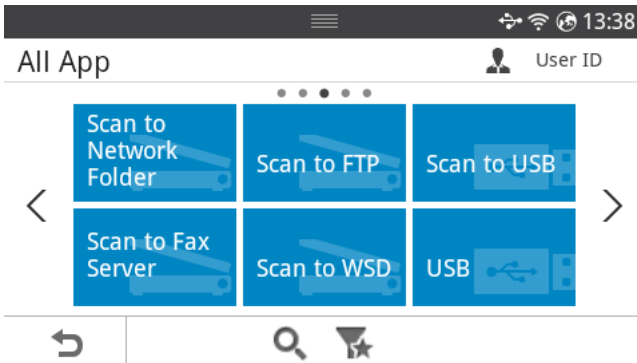 13:38
All App
User ID
Scan to
Network
Folder
Scan to FTP
Scan to USB
Scan to Fax
Server
Scan to WSD
USB